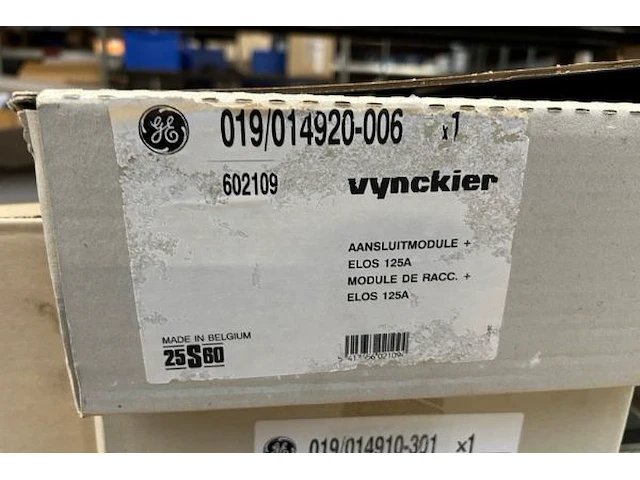 GE 019/014920-006 x1
602109 vynckier
AANSLUITMODULE +
ELOS 125A
MODULE DE RACC. +
ELOS 125A
MADE IN BELGIUM
25S60
GE 019/014910-301 x1